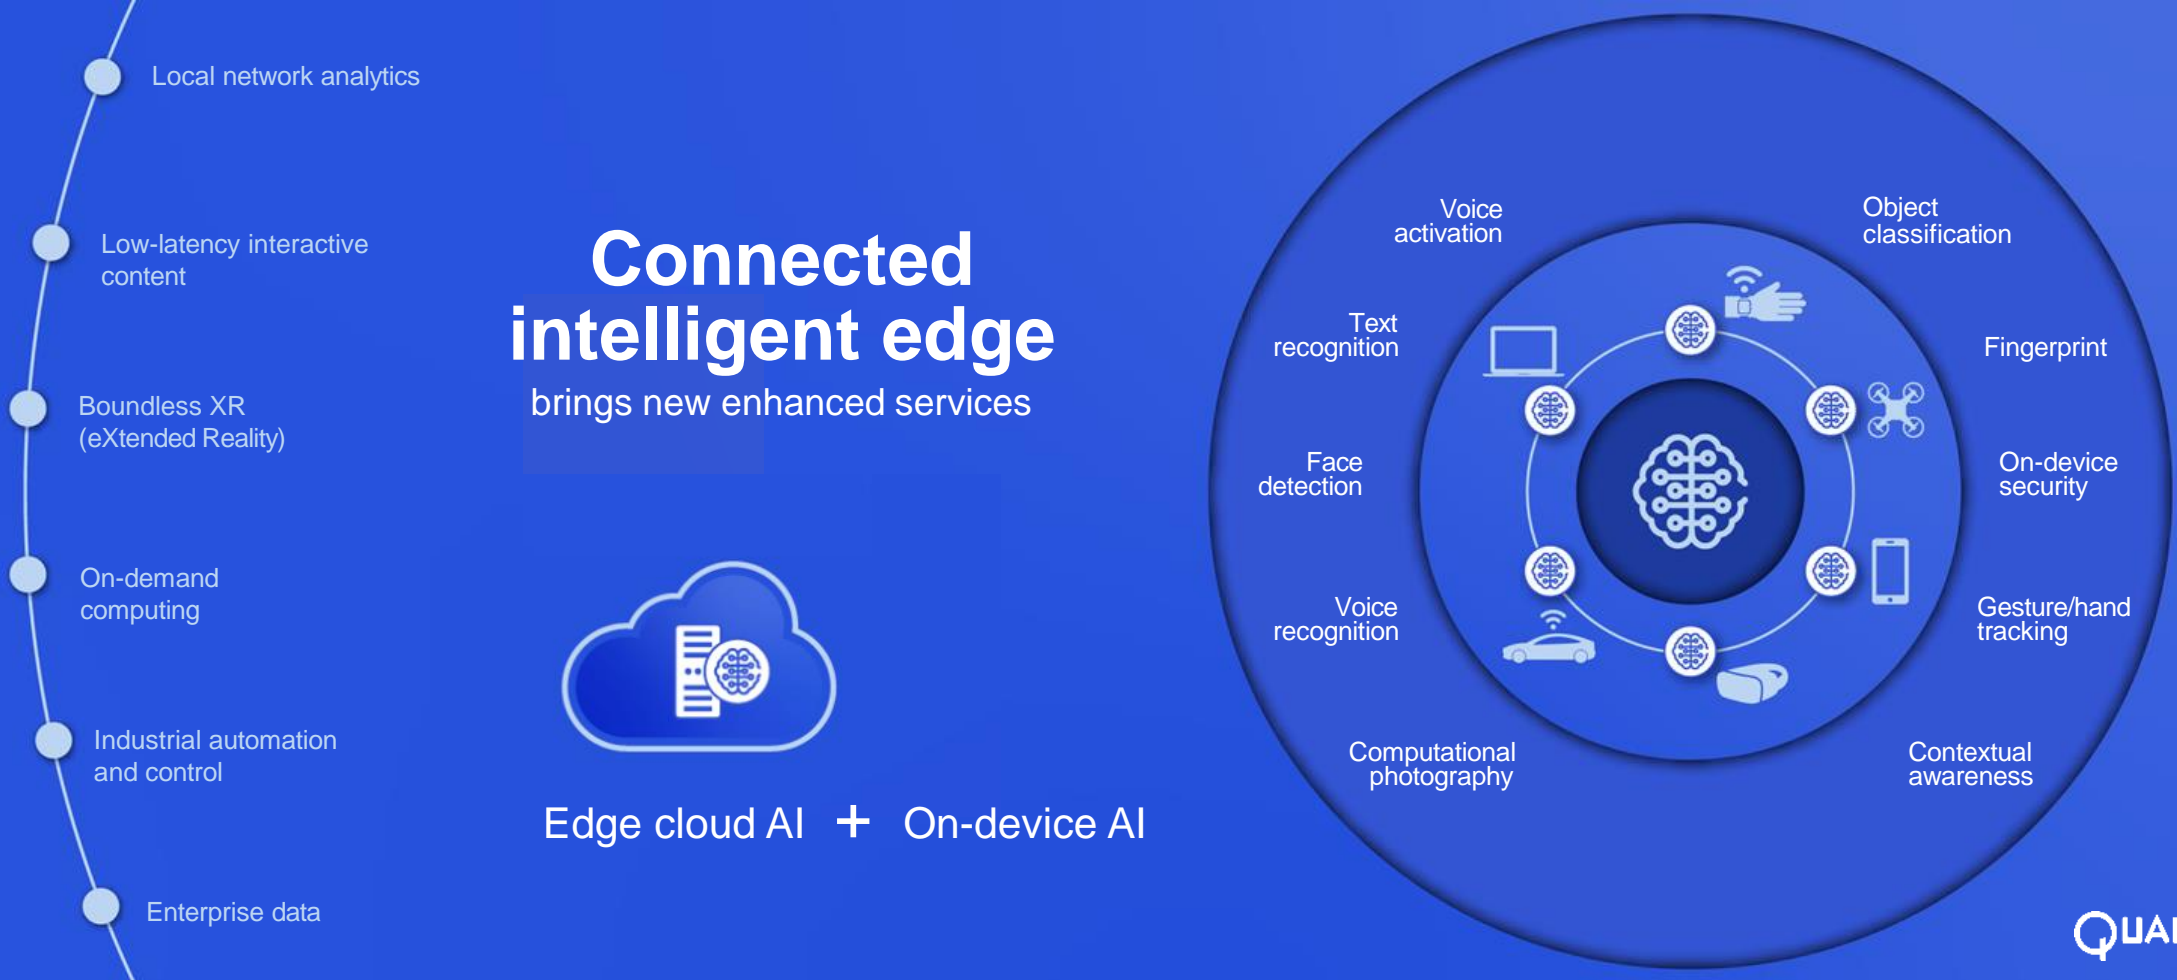 Local network analytics
Low-latency interactive
content
Boundless XR
(eXtended Reality)
On-demand
computing
Industrial automation
and control
Enterprise data
Connected
intelligent edge
brings new enhanced services
Edge cloud AI + On-device AI
Voice
activation
Text
recognition
Face
detection
Voice
recognition
Computational
photography
Object
classification
Fingerprint
On-device
security
Gesture/hand
tracking
Contextual
awareness